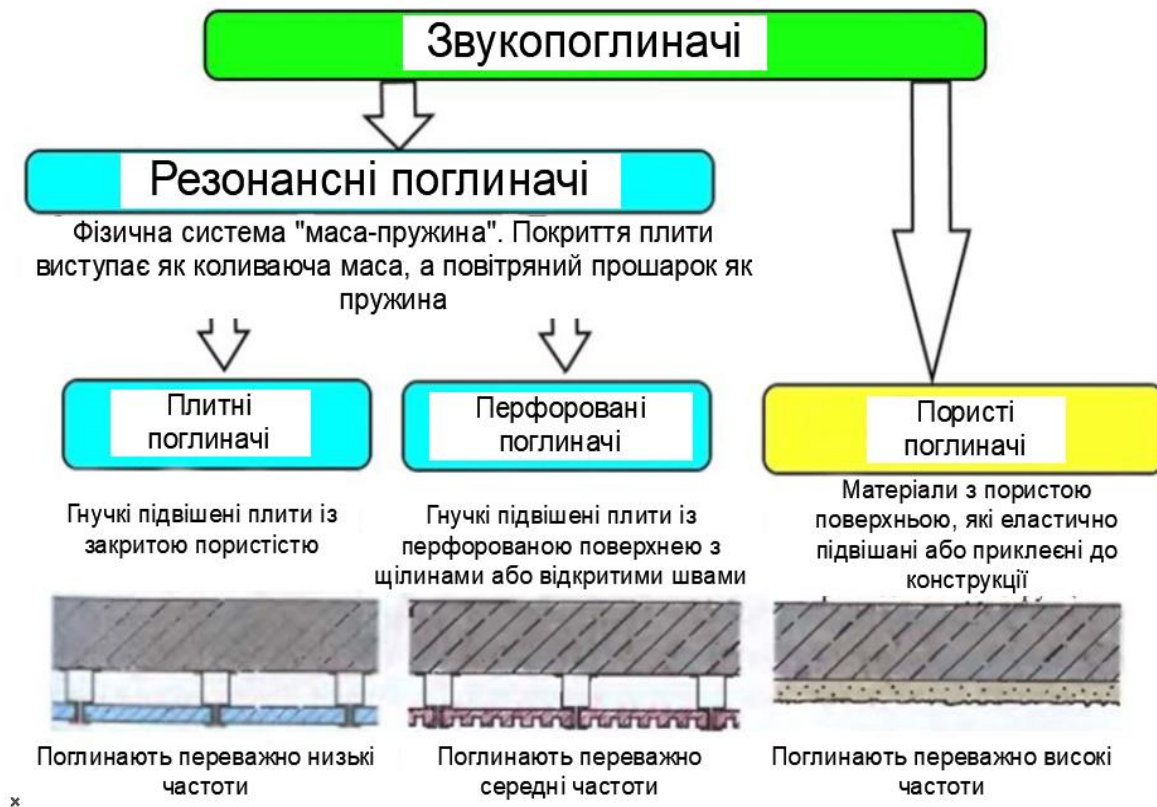 Звукопоглиначі
Резонансні поглиначі
Фізична система "маса-пружина". Покриття плити
виступає як коливаюча маса, а повітряний прошарок як
пружина
Плитні
поглиначі
Перфоровані
поглиначі
Пористі
поглиначі
Гнучкі підвішені плити із
закритою пористістю
Гнучкі підвішені плити із
перфорованою поверхнею з
щілинами або відкритими швами
Матеріали з пористою
поверхньою, які еластично
підвішані або приклеєні до
конструкції
Поглинають переважно низькі
частоти
Поглинають переважно
середні частоти
Поглинають переважно високі
частоти